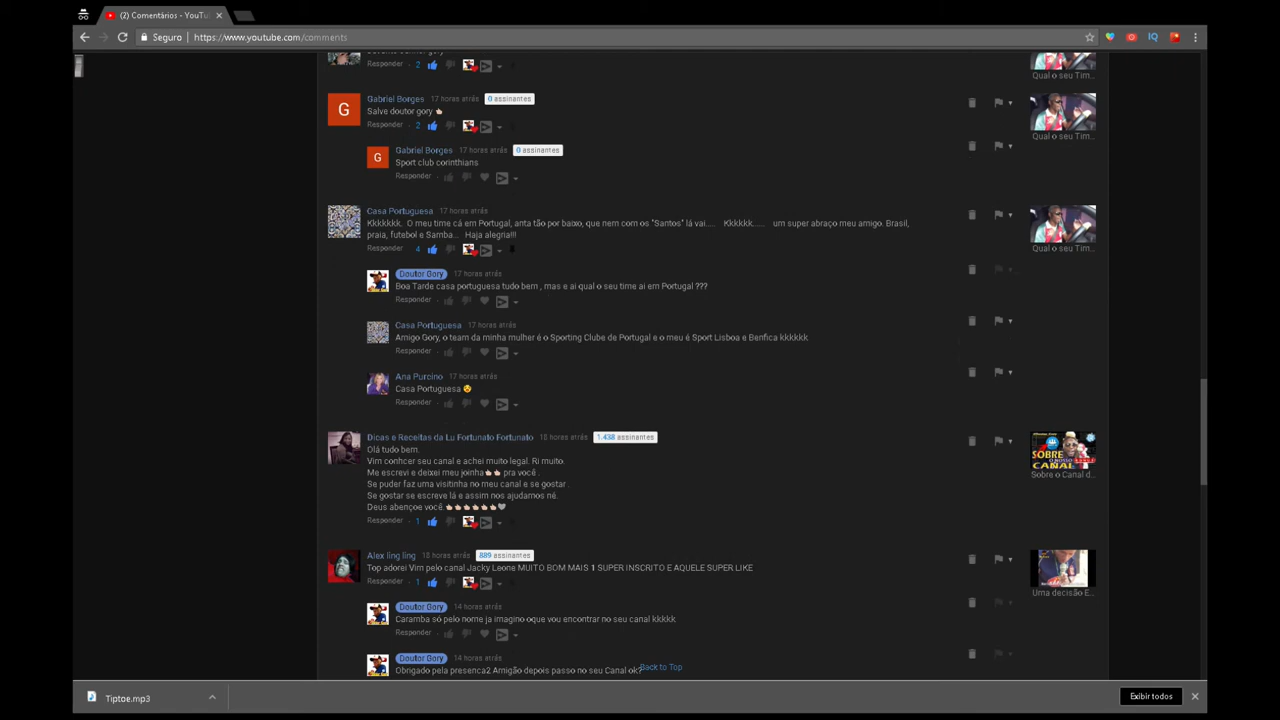 (2) Comentários - YouTu
Seguro https://www.youtube.com/comments
Responder 2
Qual o seu Tim...
Gabriel Borges 17 horas atrás 0 assinantes
Salve doutor gory
Responder 2
Qual o seu Tim...
Gabriel Borges 17 horas atrás 0 assinantes
Sport club corinthians
Responder
Casa Portuguesa 17 horas atrás
Kkkkkkk. O meu time cá em Portugal, anta tão por baixo, que nem com os "Santos" lá vai.... Kkkkkk...... um super abraço meu amigo. Brasil,
praia, futebol e Samba... Haja alegria!!!
Responder 4
Qual o seu Tim...
Doutor Gory 17 horas atrás
Boa Tarde casa portuguesa tudo bem , mas e ai qual o seu time ai em Portugal ???
Responder
Casa Portuguesa 17 horas atrás
Amigo Gory, o team da minha mulher é o Sporting Clube de Portugal e o meu é Sport Lisboa e Benfica kkkkkk
Responder
Ana Purcino 17 horas atrás
Casa Portuguesa
Responder
Dicas e Receitas da Lu Fortunato Fortunato 18 horas atrás 1.438 assinantes
Olá tudo bem.
Vim conhcer seu canal e achei muito legal. Ri muito.
Me escrevi e deixei meu joinha pra você .
Se puder faz uma visitinha no meu canal e se gostar .
Se gostar se escreve lá e assim nos ajudamos né.
Deus abençoe você.
Responder 1
SOBRE
O NOSSO
CANAL
Sobre o Canal d...
Alex ling ling 18 horas atrás 889 assinantes
Top adorei Vim pelo canal Jacky Leone MUITO BOM MAIS 1 SUPER INSCRITO E AQUELE SUPER LIKE
Responder 1
Uma decisão E...
Doutor Gory 14 horas atrás
Caramba só pelo nome ja imagino oque vou encontrar no seu canal kkkkk
Responder
Doutor Gory 14 horas atrás
Obrigado pela presenca2 Amigão depois passo no seu Canal ok?
Back to Top
Tiptoe.mp3
Exibir todos